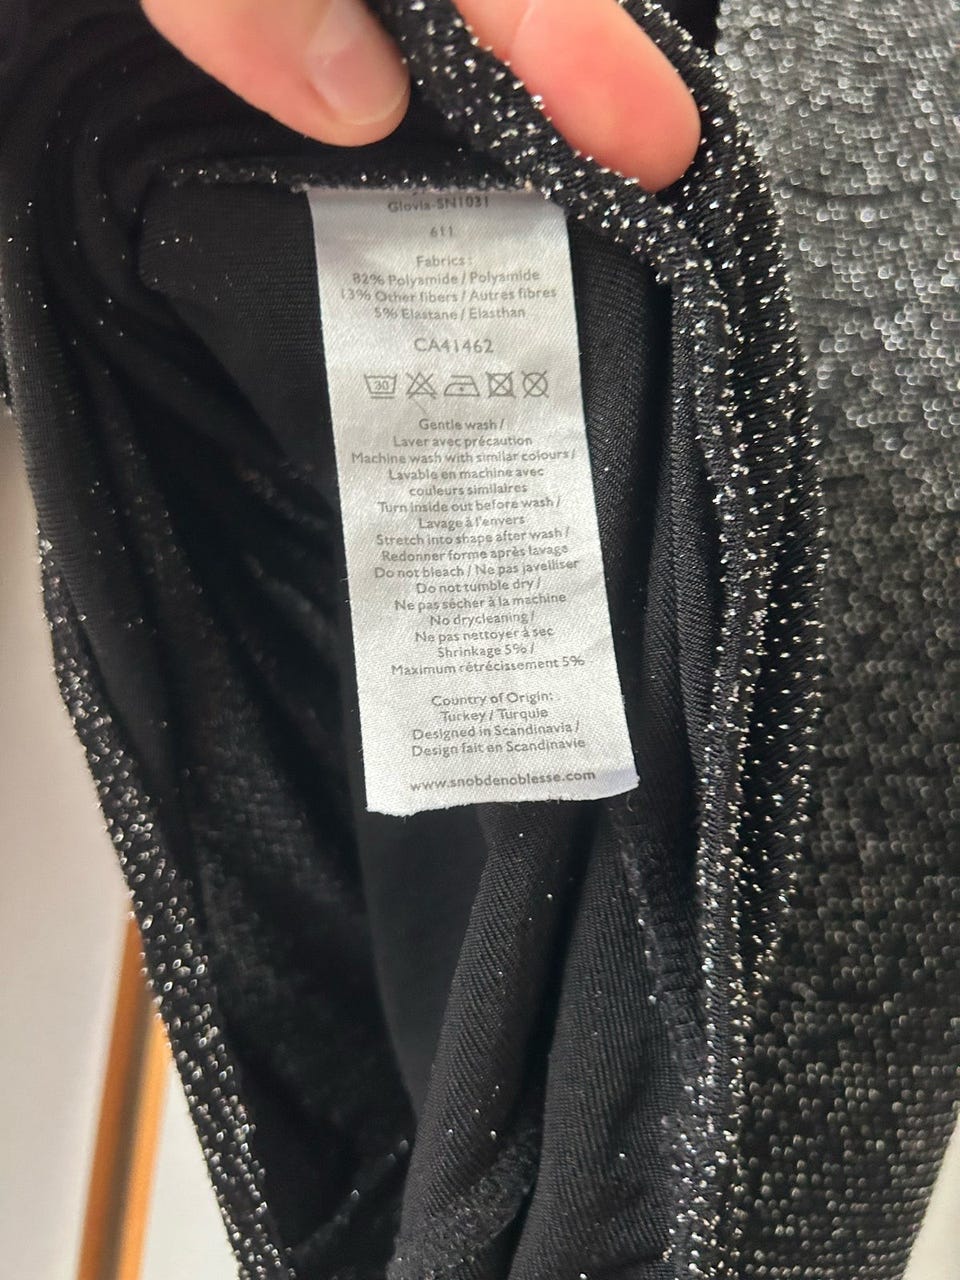 Glovia-SN1031
611
Fabrics:
82% Polyamide / Polyamide
13% Other fibers / Autres fibres
5% Elastane / Elasthan
CA41462
30
Gentle wash /
Laver avec précaution
Machine wash with similar colours /
Lavable en machine avec
couleurs similaires
Turn inside out before wash /
Lavage à l'envers
Stretch into shape after wash /
Redonner forme après lavage
Do not bleach / Ne pas javelliser
Do not tumble dry /
Ne pas sécher à la machine
No drycleaning /
Ne pas nettoyer à sec
Shrinkage 5% /
Maximum rétrécissement 5%
Country of Origin:
Turkey / Turquie
Designed in Scandinavia /
Design fait en Scandinavie
www.snobdenoblesse.com